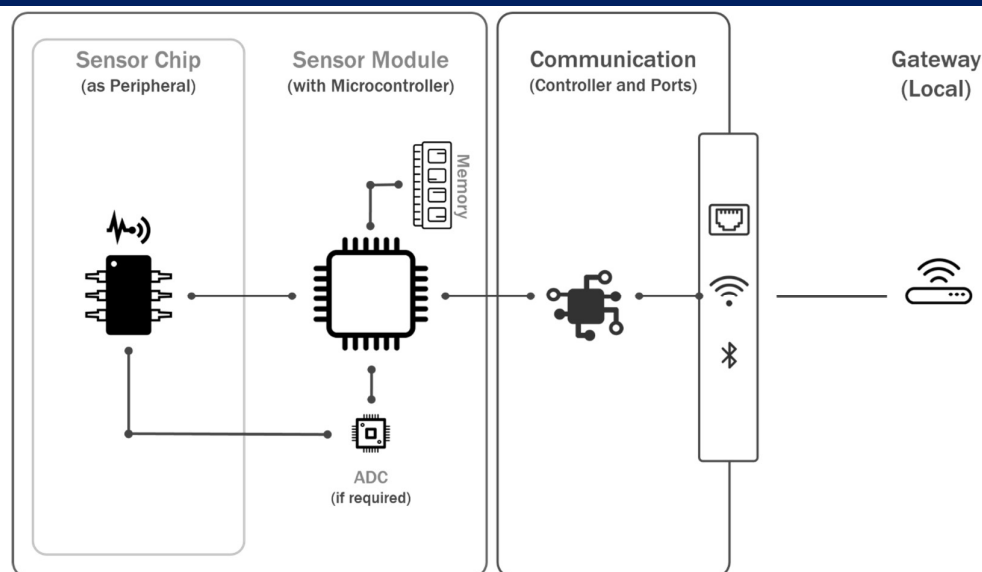 Sensor Chip
(as Peripheral)
Sensor Module
(with Microcontroller)
Communication
(Controller and Ports)
Gateway
(Local)
Memory
ADC
(if required)